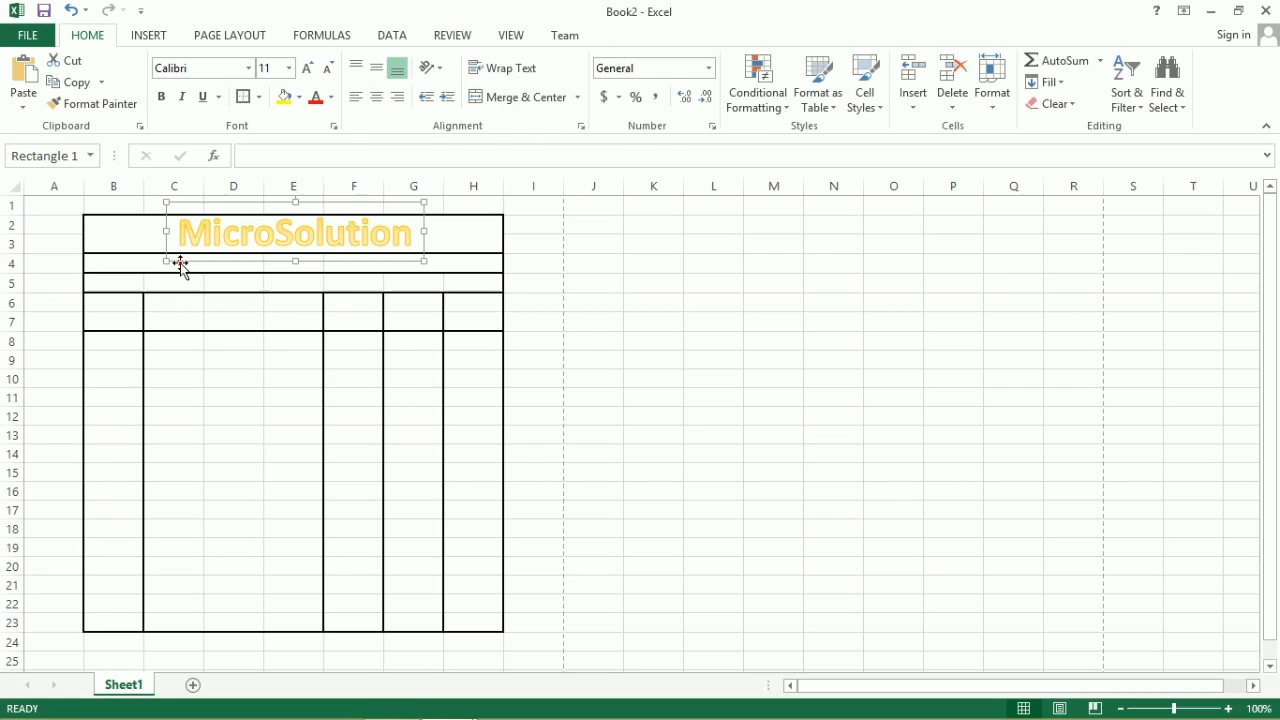 Book2 - Excel
FILE HOME INSERT PAGE LAYOUT FORMULAS DATA REVIEW VIEW Team Sign in
Cut
Copy
Format Painter
Paste
Clipboard
Calibri 11
B I U
Font
Wrap Text
Merge & Center
Alignment
General
$ % ,
Number
Conditional Formatting
Format as Table
Cell Styles
Styles
Insert Delete Format
Cells
AutoSum
Fill
Clear
Sort & Filter
Find & Select
Editing
Rectangle 1 fx
A B C D E F G H I J K L M N O P Q R S T U
1
2 MicroSolution
3
4
5
6
7
8
9
10
11
12
13
14
15
16
17
18
19
20
21
22
23
24
25
Sheet1
READY 100%